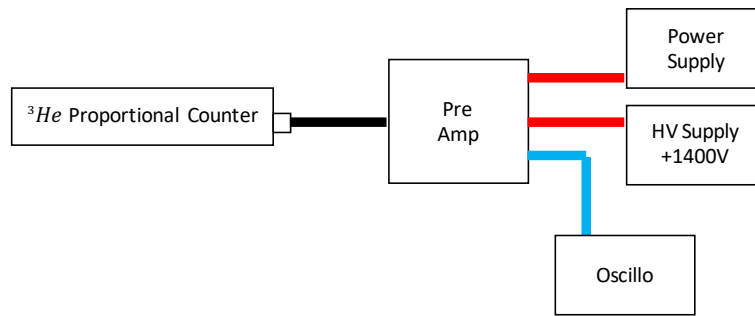 ³He Proportional Counter
Pre
Amp
Power
Supply
HV Supply
+1400V
Oscillo